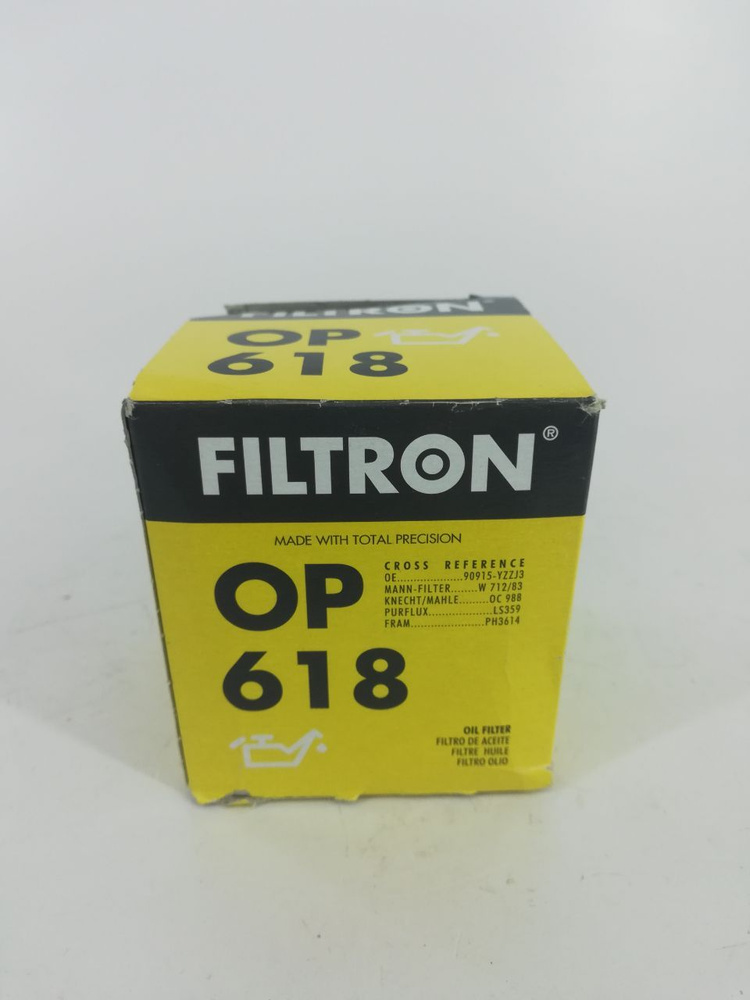 FILTRON
OP
618
FILTRON®
MADE WITH TOTAL PRECISION
OP
618
CROSS REFERENCE
OE....................90915-YZZJ3
MANN-FILTER........W 712/83
KNECHT/MAHLE.........OC 988
PURFLUX....................LS359
FRAM.......................PH3614
OIL FILTER
FILTRO DE ACEITE
FILTRE HUILE
FILTRO OLIO